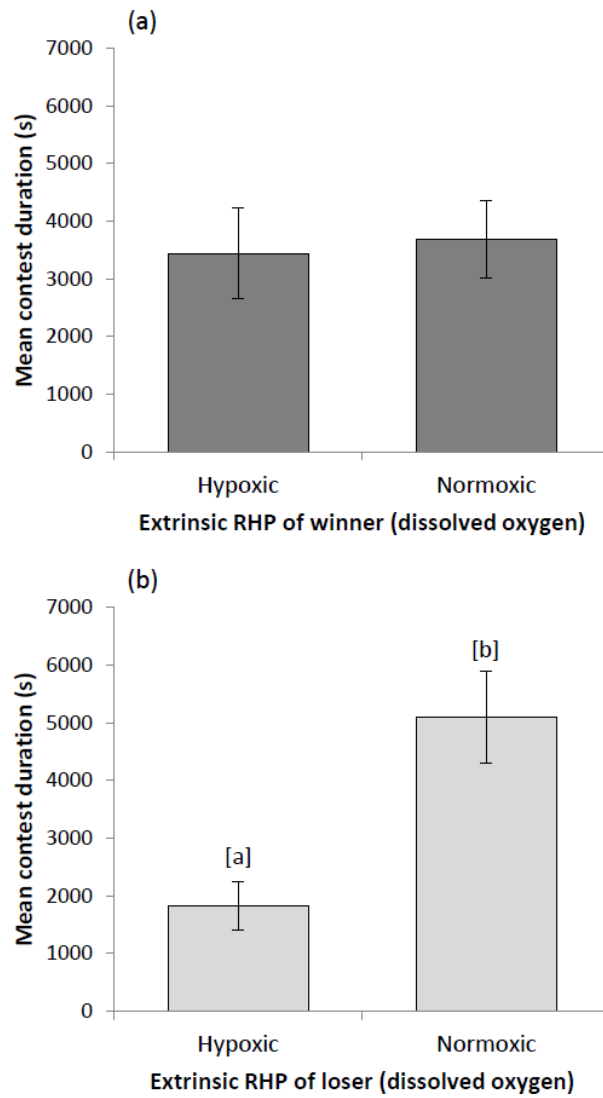 (a)
Mean contest duration (s)
7000
6000
5000
4000
3000
2000
1000
0
Hypoxic Normoxic
Extrinsic RHP of winner (dissolved oxygen)
(b)
Mean contest duration (s)
7000
6000
5000
4000
3000
2000
1000
0
[a] [b]
Hypoxic Normoxic
Extrinsic RHP of loser (dissolved oxygen)